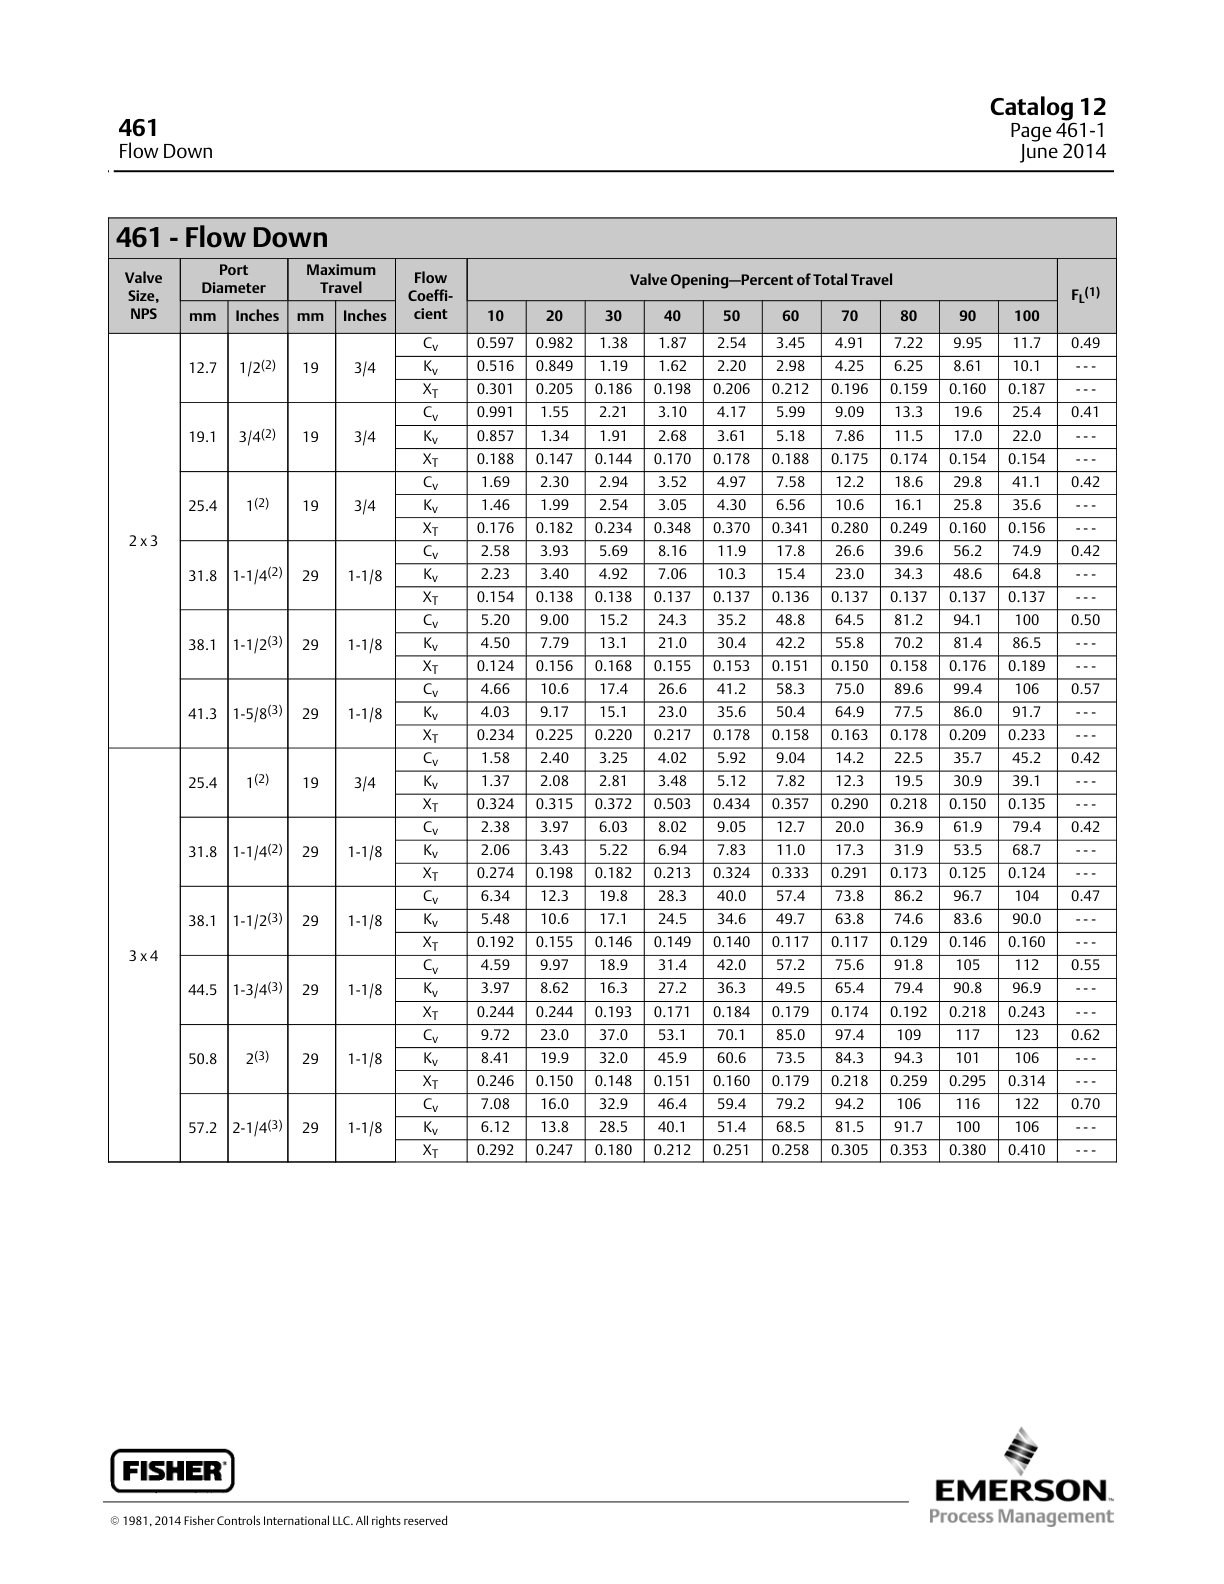 461
Flow Down
Catalog 12
Page 461-1
June 2014
461 - Flow Down
Valve Size, NPS | Port Diameter | Maximum Travel | Flow Coeffi-cient | Valve Opening—Percent of Total Travel | FL(1)
mm | Inches | mm | Inches | 10 | 20 | 30 | 40 | 50 | 60 | 70 | 80 | 90 | 100
2 x 3
12.7 | 1/2(2) | 19 | 3/4
Cv 0.597 0.982 1.38 1.87 2.54 3.45 4.91 7.22 9.95 11.7 0.49
Kv 0.516 0.849 1.19 1.62 2.20 2.98 4.25 6.25 8.61 10.1 - - -
XT 0.301 0.205 0.186 0.198 0.206 0.212 0.196 0.159 0.160 0.187 - - -
19.1 | 3/4(2) | 19 | 3/4
Cv 0.991 1.55 2.21 3.10 4.17 5.99 9.09 13.3 19.6 25.4 0.41
Kv 0.857 1.34 1.91 2.68 3.61 5.18 7.86 11.5 17.0 22.0 - - -
XT 0.188 0.147 0.144 0.170 0.178 0.188 0.175 0.174 0.154 0.154 - - -
25.4 | 1(2) | 19 | 3/4
Cv 1.69 2.30 2.94 3.52 4.97 7.58 12.2 18.6 29.8 41.1 0.42
Kv 1.46 1.99 2.54 3.05 4.30 6.56 10.6 16.1 25.8 35.6 - - -
XT 0.176 0.182 0.234 0.348 0.370 0.341 0.280 0.249 0.160 0.156 - - -
31.8 | 1-1/4(2) | 29 | 1-1/8
Cv 2.58 3.93 5.69 8.16 11.9 17.8 26.6 39.6 56.2 74.9 0.42
Kv 2.23 3.40 4.92 7.06 10.3 15.4 23.0 34.3 48.6 64.8 - - -
XT 0.154 0.138 0.138 0.137 0.137 0.136 0.137 0.137 0.137 0.137 - - -
38.1 | 1-1/2(3) | 29 | 1-1/8
Cv 5.20 9.00 15.2 24.3 35.2 48.8 64.5 81.2 94.1 100 0.50
Kv 4.50 7.79 13.1 21.0 30.4 42.2 55.8 70.2 81.4 86.5 - - -
XT 0.124 0.156 0.168 0.155 0.153 0.151 0.150 0.158 0.176 0.189 - - -
41.3 | 1-5/8(3) | 29 | 1-1/8
Cv 4.66 10.6 17.4 26.6 41.2 58.3 75.0 89.6 99.4 106 0.57
Kv 4.03 9.17 15.1 23.0 35.6 50.4 64.9 77.5 86.0 91.7 - - -
XT 0.234 0.225 0.220 0.217 0.178 0.158 0.163 0.178 0.209 0.233 - - -
3 x 4
25.4 | 1(2) | 19 | 3/4
Cv 1.58 2.40 3.25 4.02 5.92 9.04 14.2 22.5 35.7 45.2 0.42
Kv 1.37 2.08 2.81 3.48 5.12 7.82 12.3 19.5 30.9 39.1 - - -
XT 0.324 0.315 0.372 0.503 0.434 0.357 0.290 0.218 0.150 0.135 - - -
31.8 | 1-1/4(2) | 29 | 1-1/8
Cv 2.38 3.97 6.03 8.02 9.05 12.7 20.0 36.9 61.9 79.4 0.42
Kv 2.06 3.43 5.22 6.94 7.83 11.0 17.3 31.9 53.5 68.7 - - -
XT 0.274 0.198 0.182 0.213 0.324 0.333 0.291 0.173 0.125 0.124 - - -
38.1 | 1-1/2(3) | 29 | 1-1/8
Cv 6.34 12.3 19.8 28.3 40.0 57.4 73.8 86.2 96.7 104 0.47
Kv 5.48 10.6 17.1 24.5 34.6 49.7 63.8 74.6 83.6 90.0 - - -
XT 0.192 0.155 0.146 0.149 0.140 0.117 0.117 0.129 0.146 0.160 - - -
44.5 | 1-3/4(3) | 29 | 1-1/8
Cv 4.59 9.97 18.9 31.4 42.0 57.2 75.6 91.8 105 112 0.55
Kv 3.97 8.62 16.3 27.2 36.3 49.5 65.4 79.4 90.8 96.9 - - -
XT 0.244 0.244 0.193 0.171 0.184 0.179 0.174 0.192 0.218 0.243 - - -
50.8 | 2(3) | 29 | 1-1/8
Cv 9.72 23.0 37.0 53.1 70.1 85.0 97.4 109 117 123 0.62
Kv 8.41 19.9 32.0 45.9 60.6 73.5 84.3 94.3 101 106 - - -
XT 0.246 0.150 0.148 0.151 0.160 0.179 0.218 0.259 0.295 0.314 - - -
57.2 | 2-1/4(3) | 29 | 1-1/8
Cv 7.08 16.0 32.9 46.4 59.4 79.2 94.2 106 116 122 0.70
Kv 6.12 13.8 28.5 40.1 51.4 68.5 81.5 91.7 100 106 - - -
XT 0.292 0.247 0.180 0.212 0.251 0.258 0.305 0.353 0.380 0.410 - - -
FISHER®
EMERSON™
Process Management
© 1981, 2014 Fisher Controls International LLC. All rights reserved